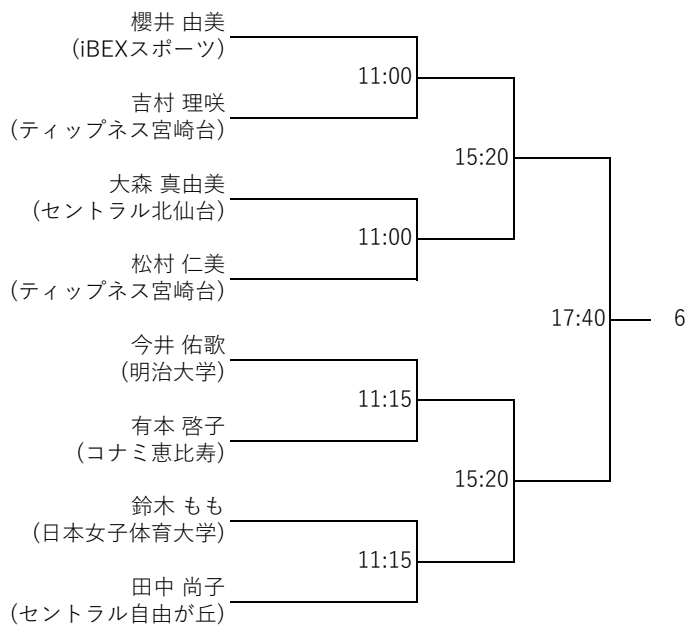 櫻井 由美
(iBEXスポーツ)
11:00
吉村 理咲
(ティップネス宮崎台)
15:20
大森 真由美
(セントラル北仙台)
11:00
松村 仁美
(ティップネス宮崎台)
17:40
6
今井 佑歌
(明治大学)
11:15
有本 啓子
(コナミ恵比寿)
15:20
鈴木 もも
(日本女子体育大学)
11:15
田中 尚子
(セントラル自由が丘)